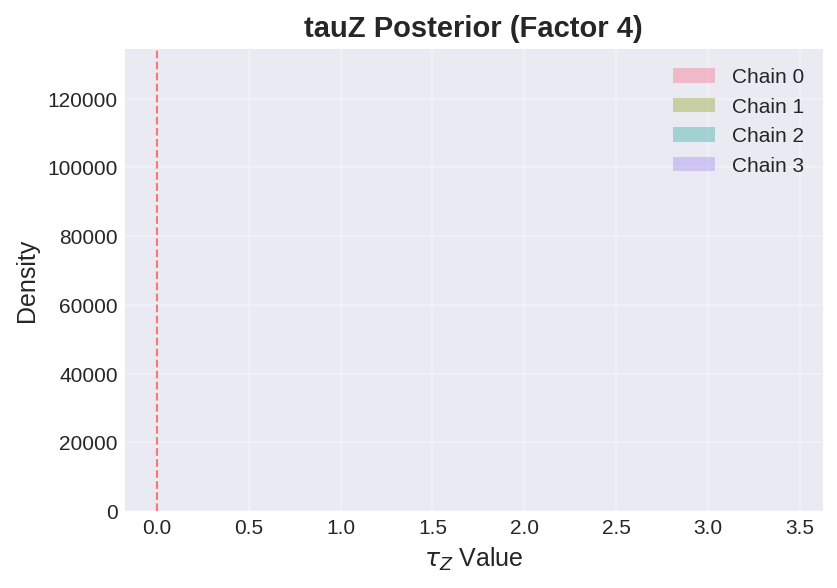 tauZ Posterior (Factor 4)
Chain 0
Chain 1
Chain 2
Chain 3
120000
100000
80000
60000
40000
20000
0
Density
0.0 0.5 1.0 1.5 2.0 2.5 3.0 3.5
τZ Value